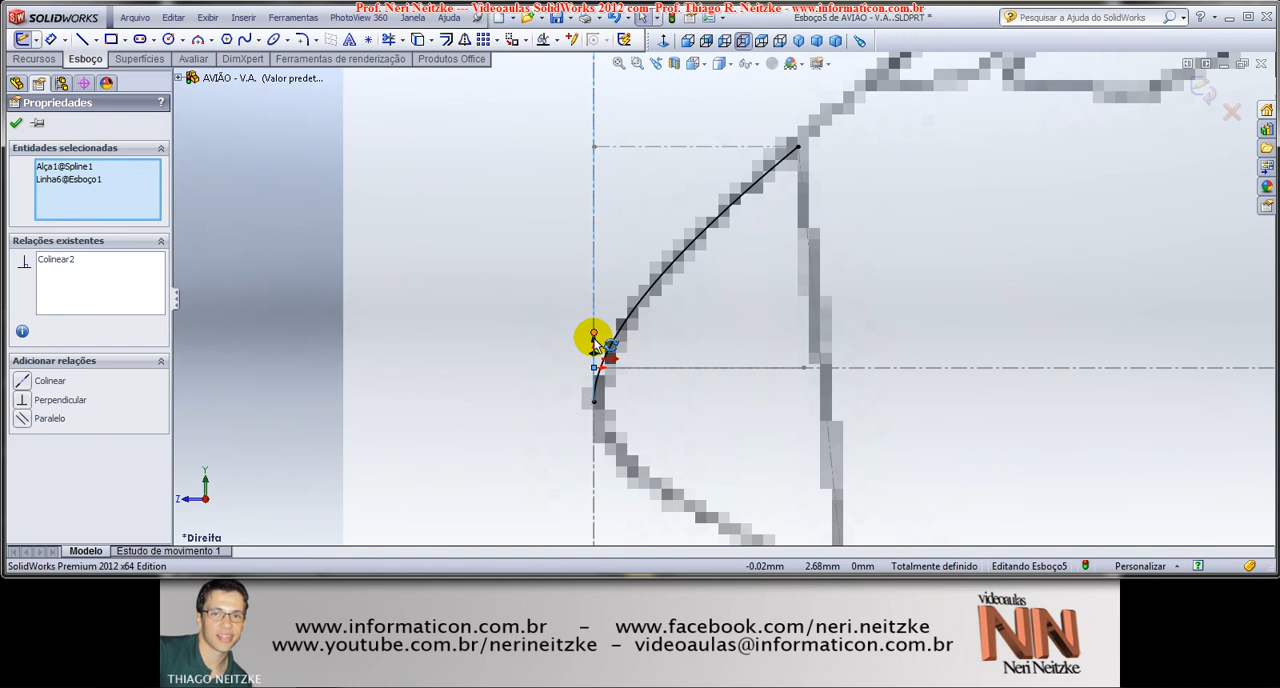 Prof. Neri Neitzke --- Videoaulas SolidWorks 2012 com Prof. Thiago R. Neitzke - www.informaticon.com.br
SOLIDWORKS
Arquivo Editar Exibir Inserir Ferramentas PhotoView 360 Janela Ajuda
Esboço5 de AVIAO - V.A...SLDPRT *
Pesquisar a Ajuda do SolidWorks
Recursos Esboço Superfícies Avaliar DimXpert Ferramentas de renderização Produtos Office
AVIÃO - V.A. (Valor predet...
Propriedades ?
Entidades selecionadas
Alça1@Spline1
Linha6@Esboço1
Relações existentes
Colinear2
Adicionar relações
Colinear
Perpendicular
Paralelo
Y
Z
*Direita
Modelo Estudo de movimento 1
SolidWorks Premium 2012 x64 Edition
-0.02mm 2.68mm 0mm Totalmente definido Editando Esboço5 Personalizar ?
www.informaticon.com.br - www.facebook.com/neri.neitzke
www.youtube.com.br/nerineitzke - videoaulas@informaticon.com.br
THIAGO NEITZKE
videoaulas
NN
Neri Neitzke